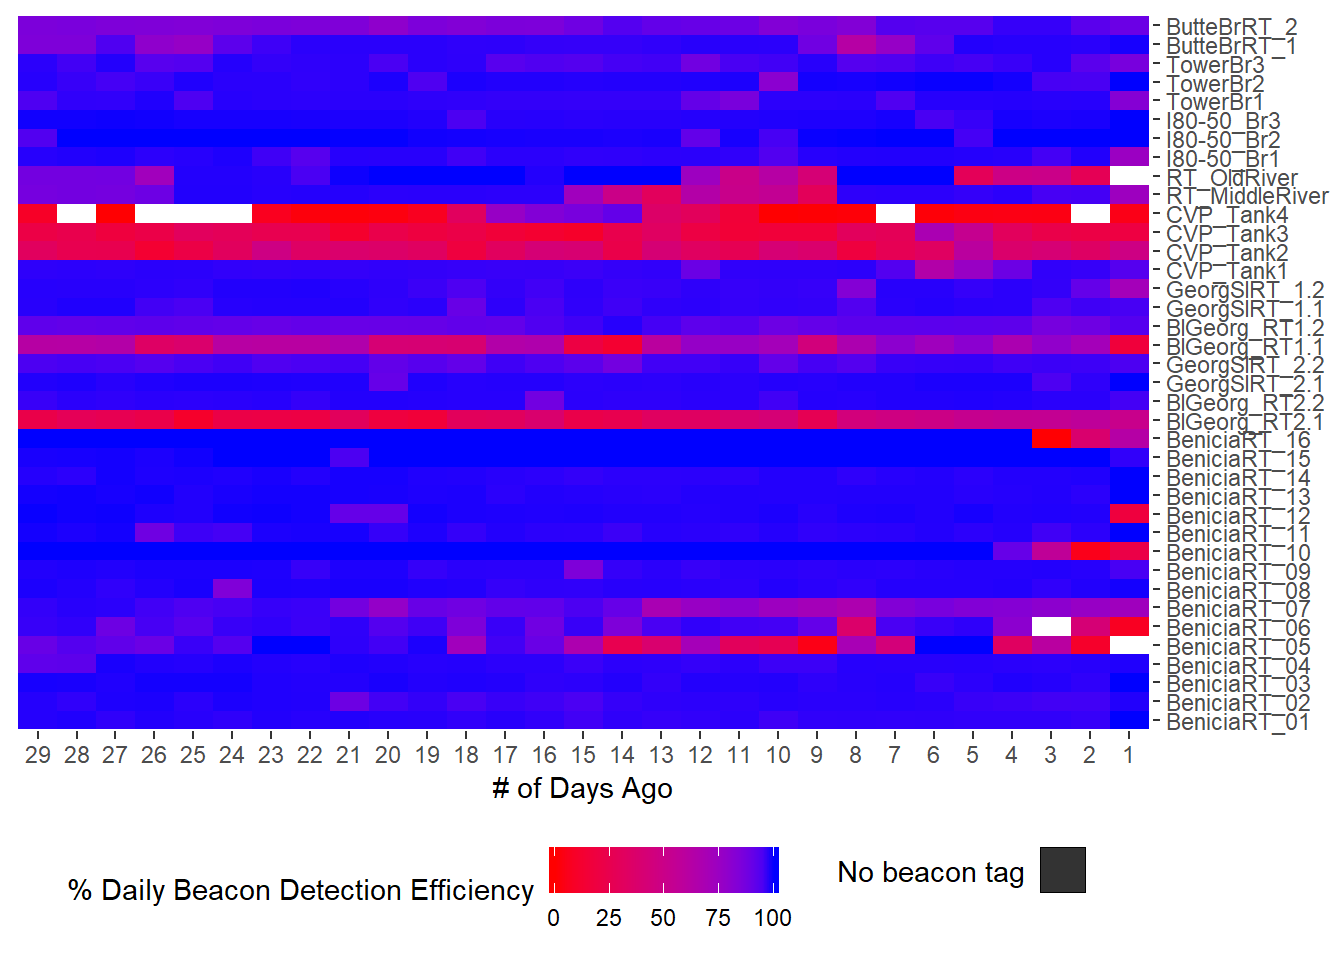 ButteBrRT_2
ButteBrRT_1
TowerBr3
TowerBr2
TowerBr1
I80-50_Br3
I80-50_Br2
I80-50_Br1
RT_OldRiver
RT_MiddleRiver
CVP_Tank4
CVP_Tank3
CVP_Tank2
CVP_Tank1
GeorgSlRT_1.2
GeorgSlRT_1.1
BlGeorg_RT1.2
BlGeorg_RT1.1
GeorgSlRT_2.2
GeorgSlRT_2.1
BlGeorg_RT2.2
BlGeorg_RT2.1
BeniciaRT_16
BeniciaRT_15
BeniciaRT_14
BeniciaRT_13
BeniciaRT_12
BeniciaRT_11
BeniciaRT_10
BeniciaRT_09
BeniciaRT_08
BeniciaRT_07
BeniciaRT_06
BeniciaRT_05
BeniciaRT_04
BeniciaRT_03
BeniciaRT_02
BeniciaRT_01
29 28 27 26 25 24 23 22 21 20 19 18 17 16 15 14 13 12 11 10 9 8 7 6 5 4 3 2 1
# of Days Ago
% Daily Beacon Detection Efficiency
0 25 50 75 100
No beacon tag